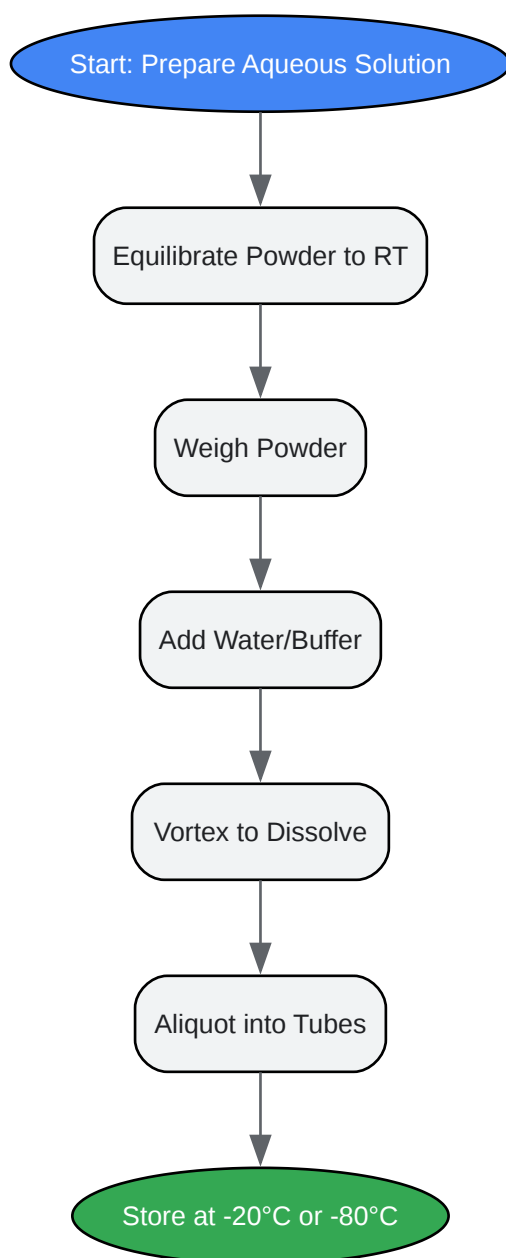 Start: Prepare Aqueous Solution
Equilibrate Powder to RT
Weigh Powder
Add Water/Buffer
Vortex to Dissolve
Aliquot into Tubes
Store at -20°C or -80°C